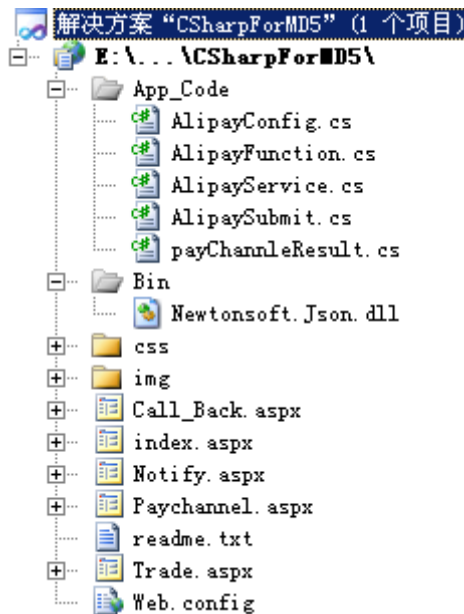 解决方案 “CSharpForMD5” (1 个项目)
E:\...\CSharpForMD5\
App_Code
AlipayConfig.cs
AlipayFunction.cs
AlipayService.cs
AlipaySubmit.cs
payChannleResult.cs
Bin
Newtonsoft.Json.dll
css
img
Call_Back.aspx
index.aspx
Notify.aspx
Paychannel.aspx
readme.txt
Trade.aspx
Web.config